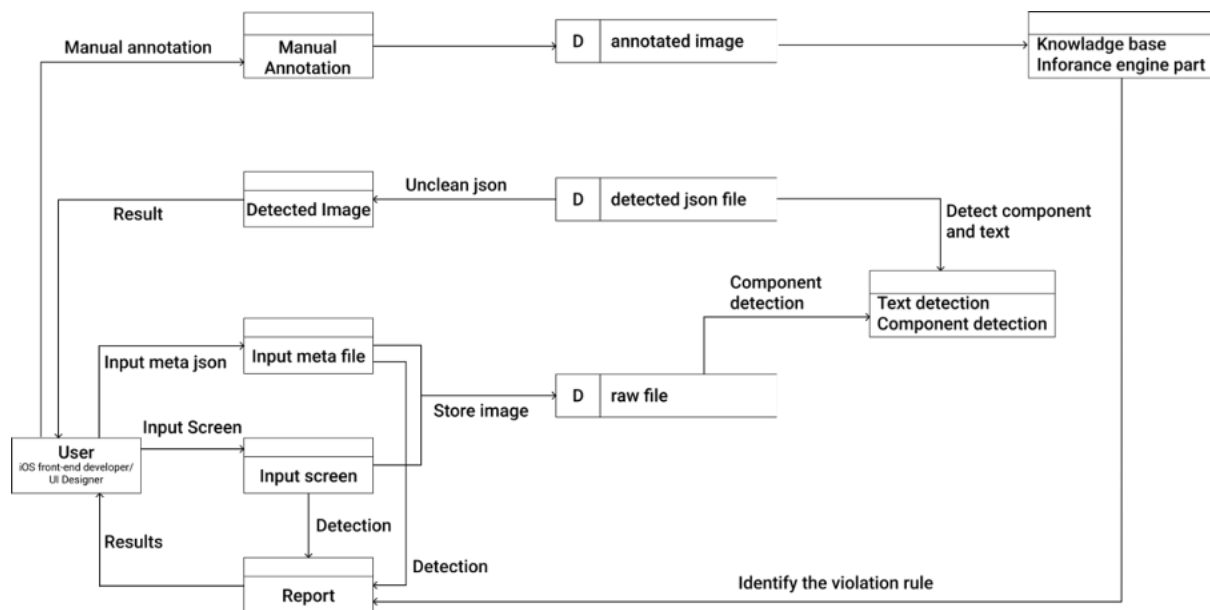 Manual annotation
Manual
Annotation
D
annotated image
Knowladge base
Inforance engine part
Result
Detected Image
Unclean json
D
detected json file
Detect component
and text
Component
detection
Text detection
Component detection
Input meta json
Input meta file
Store image
D
raw file
Input Screen
User
iOS front-end developer/
UI Designer
Input screen
Detection
Results
Detection
Report
Identify the violation rule